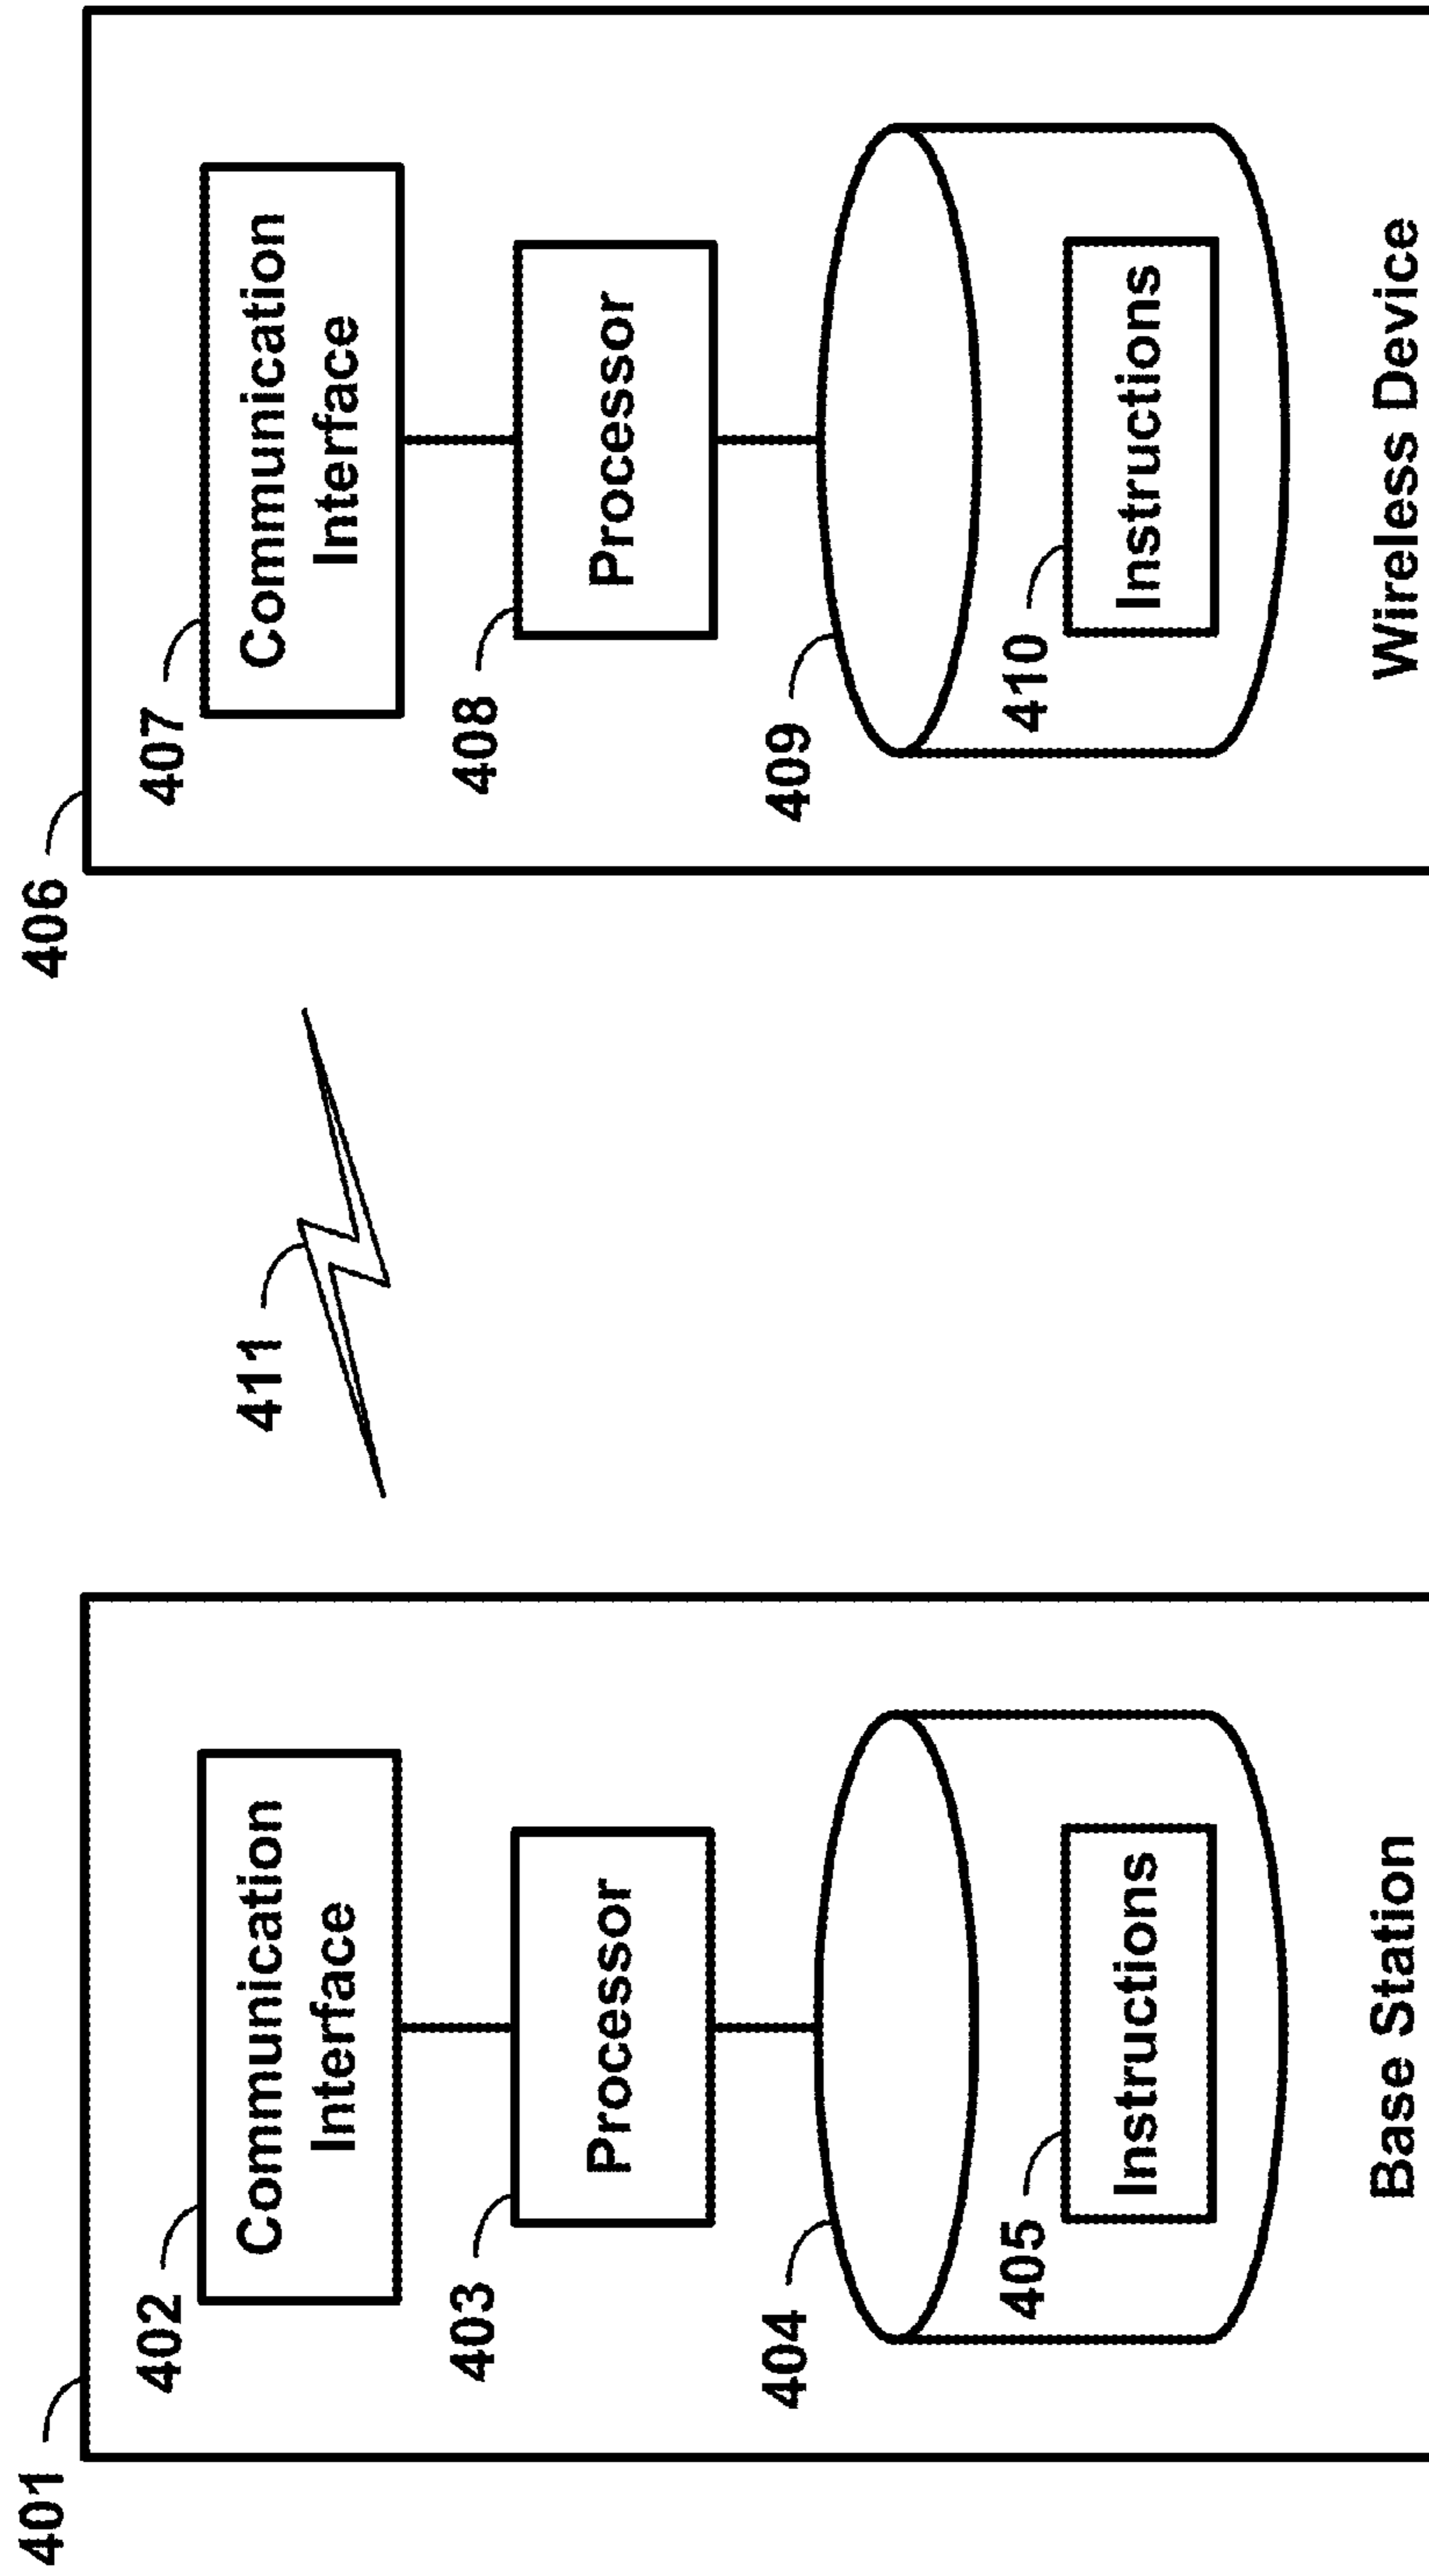 401
402
Communication
Interface
403
Processor
404
405
Instructions
Base Station
411
406
407
Communication
Interface
408
Processor
409
410
Instructions
Wireless Device